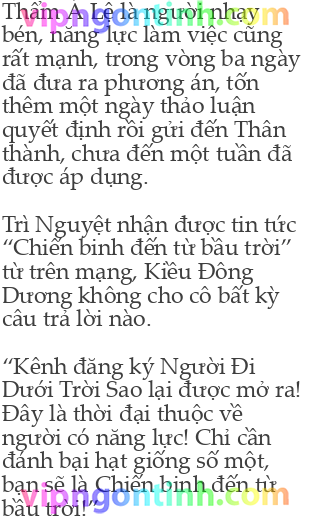 Thẩm A Lê là người nhạy
bén, năng lực làm việc cũng
rất mạnh, trong vòng ba ngày
đã đưa ra phương án, tốn
thêm một ngày thảo luận
quyết định rồi gửi đến Thân
thành, chưa đến một tuần đã
được áp dụng.
Trì Nguyệt nhận được tin tức
“Chiến binh đến từ bầu trời”
từ trên mạng, Kiều Đông
Dương không cho cô bất kỳ
câu trả lời nào.
“Kênh đăng ký Người Đi
Dưới Trời Sao lại được mở ra!
Đây là thời đại thuộc về
người có năng lực! Chỉ cần
đánh bại hạt giống số một,
bạn sẽ là Chiến binh đến từ
bầu trời!”
vipngontinh.com
vipngontinh.com